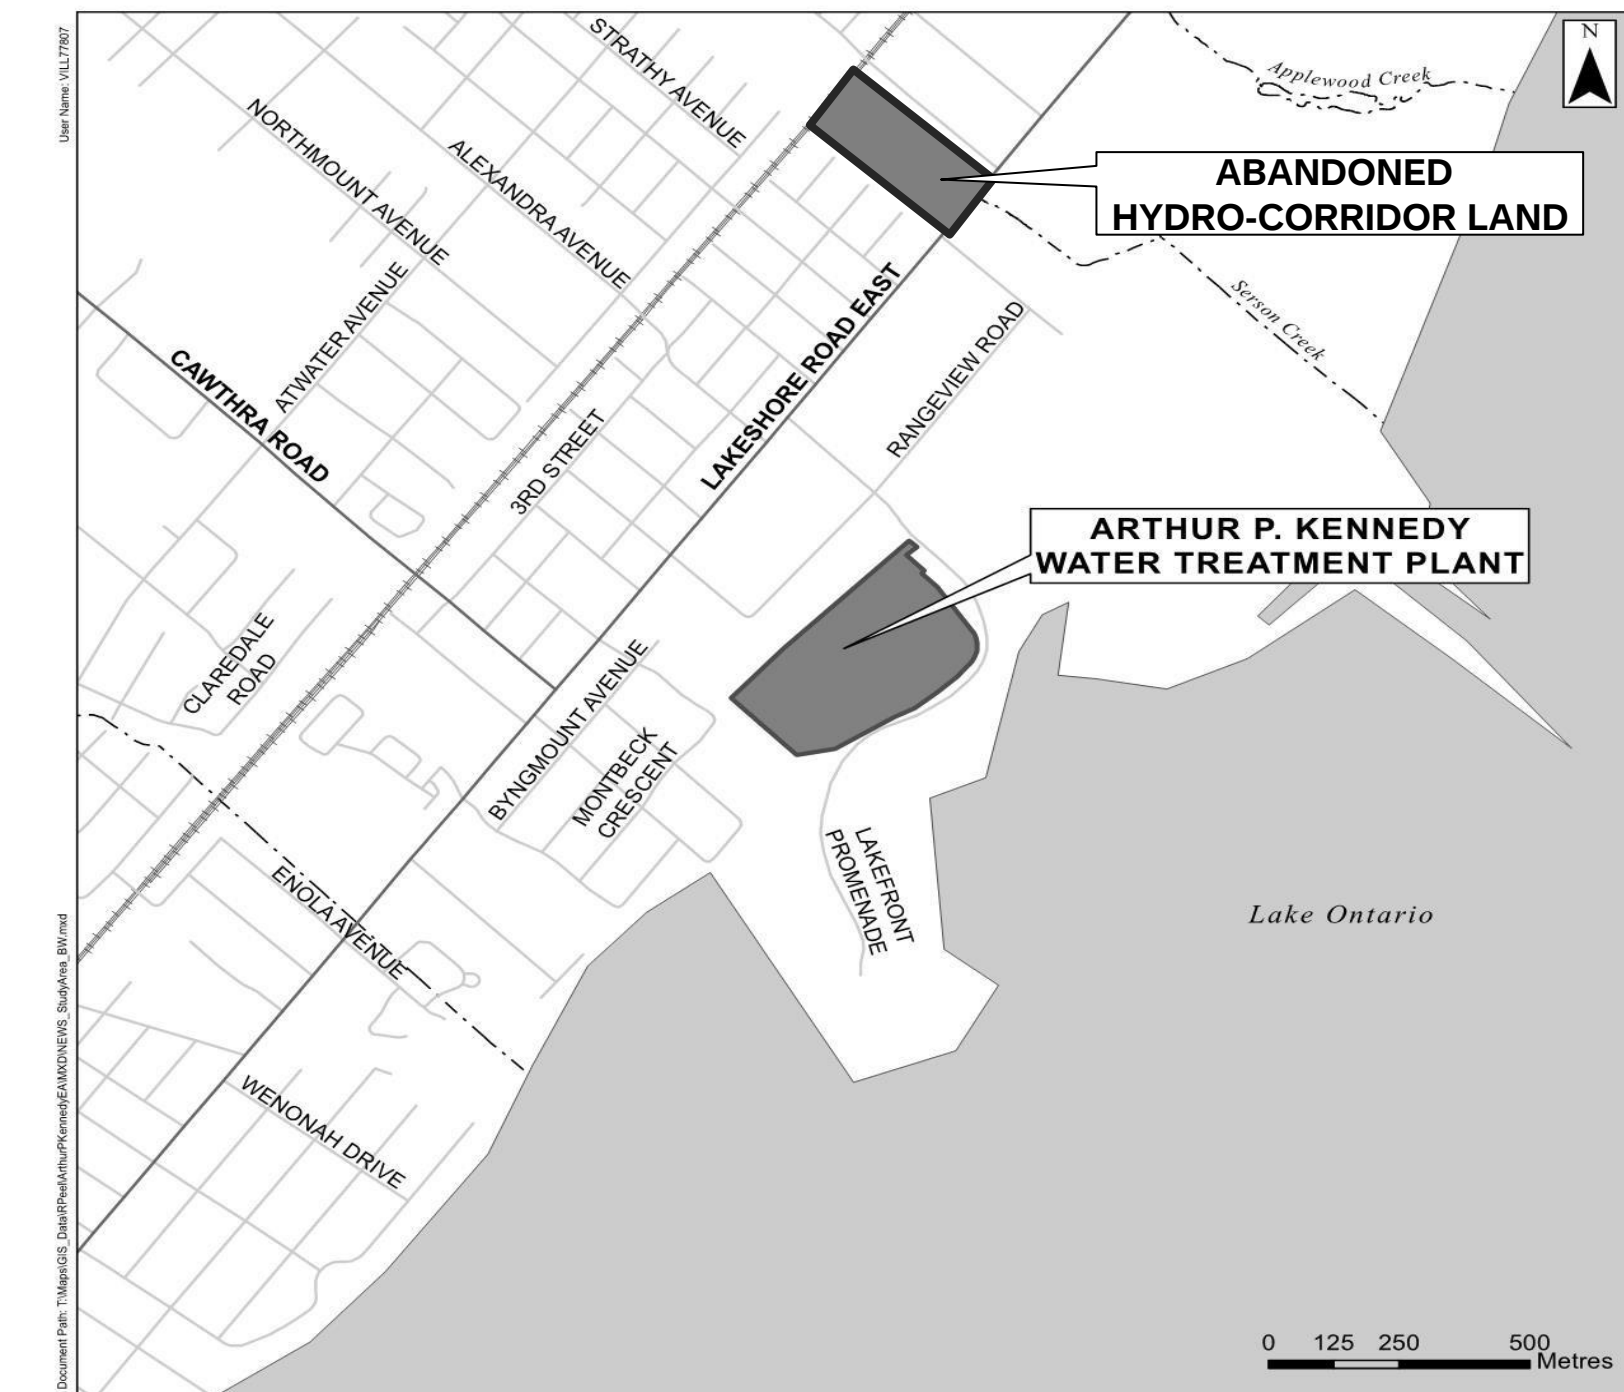 User Name: VILL77807
STRATHY AVENUE
N
Applewood Creek
NORTHMOUNT AVENUE
ALEXANDRA AVENUE
ABANDONED
HYDRO-CORRIDOR LAND
ATWATER AVENUE
LAKESHORE ROAD EAST
Serson Creek
RANGEVIEW ROAD
CAWTHRA ROAD
3RD STREET
ARTHUR P. KENNEDY
WATER TREATMENT PLANT
CLAREDALE
ROAD
BYNGMOUNT AVENUE
MONTBECK
CRESCENT
LAKEFRONT
PROMENADE
ENOLA AVENUE
Lake Ontario
WENONAH DRIVE
Document Path: T:\Maps\GIS_Data\RPeel\ArthurPKennedyEA\MXD\NEWS_StudyArea_BW.mxd
0 125 250 500
Metres